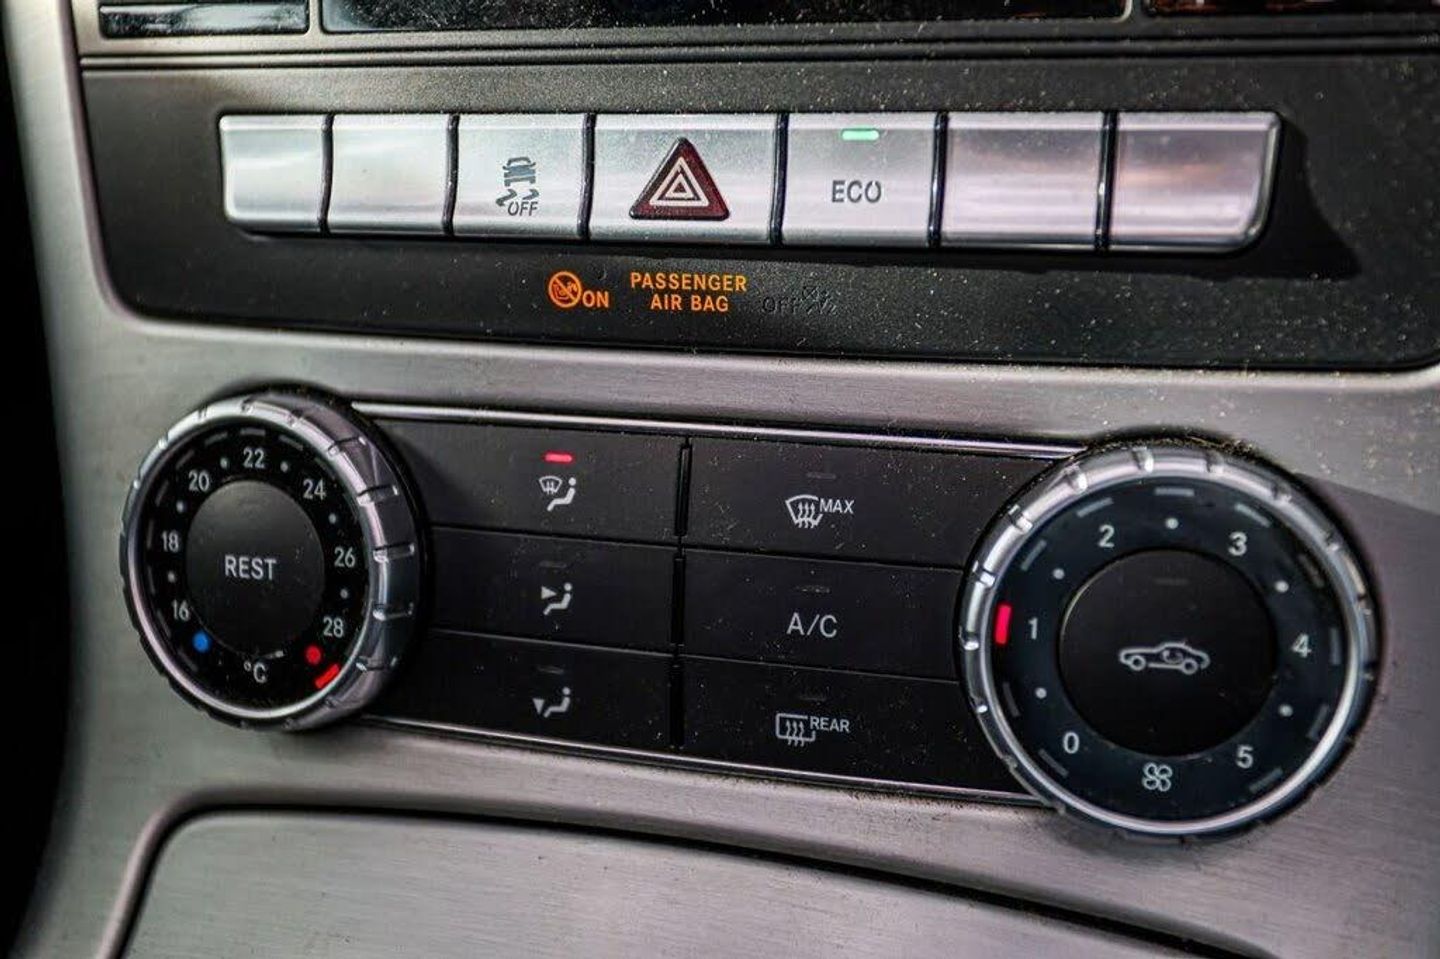 OFF
ECO
ON
PASSENGER
AIR BAG
OFF
22
20
24
18
26
16
28
°C
REST
MAX
A/C
REAR
2
3
1
4
0
5